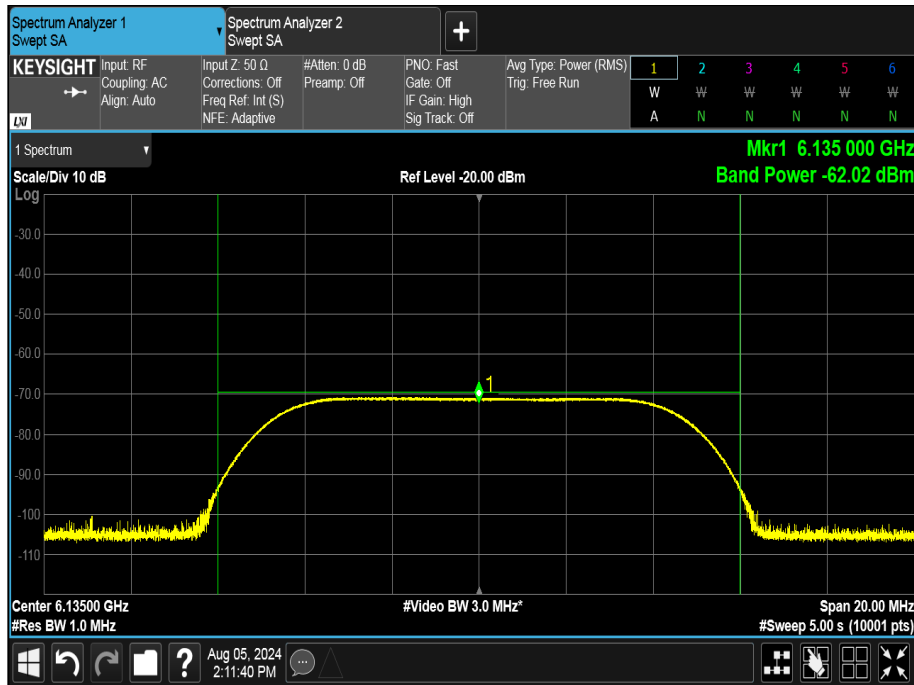 Spectrum Analyzer 1
Swept SA
Spectrum Analyzer 2
Swept SA
+
KEYSIGHT
LXI
Input: RF
Coupling: AC
Align: Auto
Input Z: 50 Ω
Corrections: Off
Freq Ref: Int (S)
NFE: Adaptive
#Atten: 0 dB
Preamp: Off
PNO: Fast
Gate: Off
IF Gain: High
Sig Track: Off
Avg Type: Power (RMS)
Trig: Free Run
1 2 3 4 5 6
W W W W W W
A N N N N N
1 Spectrum
Mkr1 6.135 000 GHz
Scale/Div 10 dB
Ref Level -20.00 dBm
Band Power -62.02 dBm
Log
-30.0
-40.0
-50.0
-60.0
1
-70.0
-80.0
-90.0
-100
-110
Center 6.13500 GHz
#Video BW 3.0 MHz*
Span 20.00 MHz
#Res BW 1.0 MHz
#Sweep 5.00 s (10001 pts)
?
Aug 05, 2024
2:11:40 PM